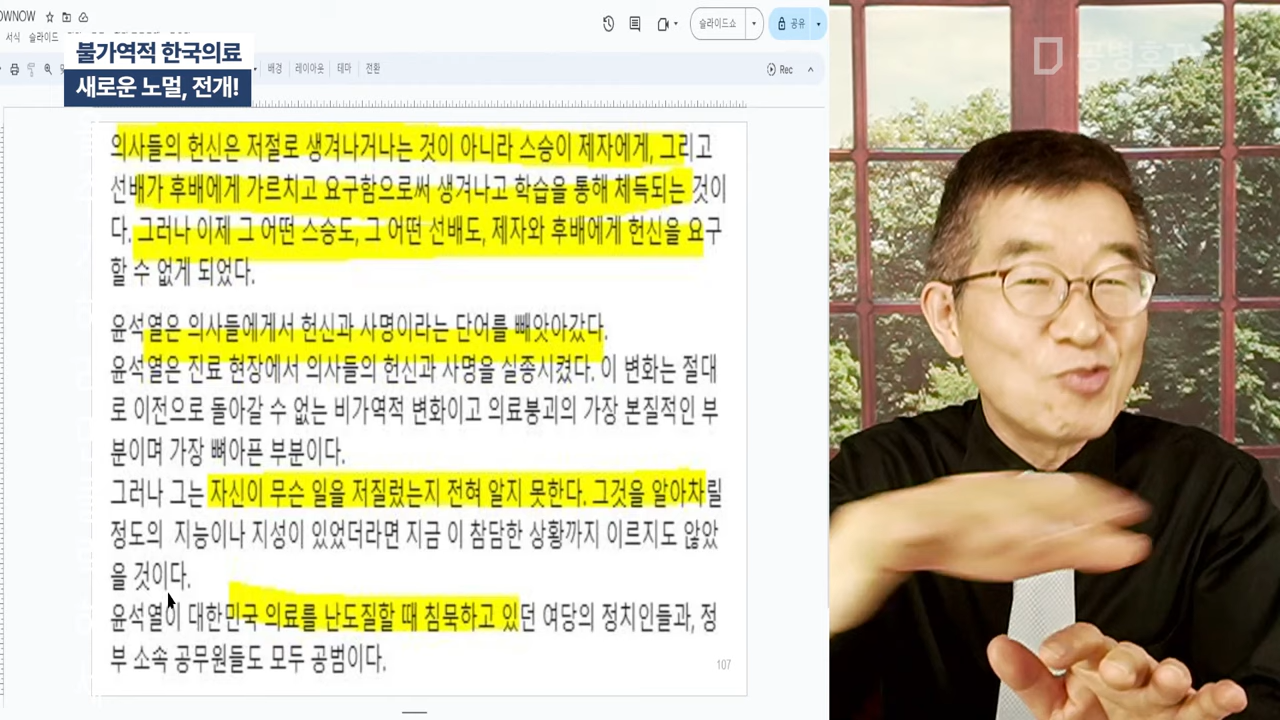 OWNOW
서식 슬라이드
슬라이드쇼
공유
불가역적 한국의료
새로운 노멀, 전개!
배경 레이아웃 테마 전환
Rec
공병호TV
의사들의 헌신은 저절로 생겨나거나는 것이 아니라 스승이 제자에게, 그리고
선배가 후배에게 가르치고 요구함으로써 생겨나고 학습을 통해 체득되는 것이
다. 그러나 이제 그 어떤 스승도, 그 어떤 선배도, 제자와 후배에게 헌신을 요구
할 수 없게 되었다.
윤석열은 의사들에게서 헌신과 사명이라는 단어를 빼앗아갔다.
윤석열은 진료 현장에서 의사들의 헌신과 사명을 실종시켰다. 이 변화는 절대
로 이전으로 돌아갈 수 없는 비가역적 변화이고 의료붕괴의 가장 본질적인 부
분이며 가장 뼈아픈 부분이다.
그러나 그는 자신이 무슨 일을 저질렀는지 전혀 알지 못한다. 그것을 알아차릴
정도의 지능이나 지성이 있었더라면 지금 이 참담한 상황까지 이르지도 않았
을 것이다.
윤석열이 대한민국 의료를 난도질할 때 침묵하고 있던 여당의 정치인들과, 정
부 소속 공무원들도 모두 공범이다.
107